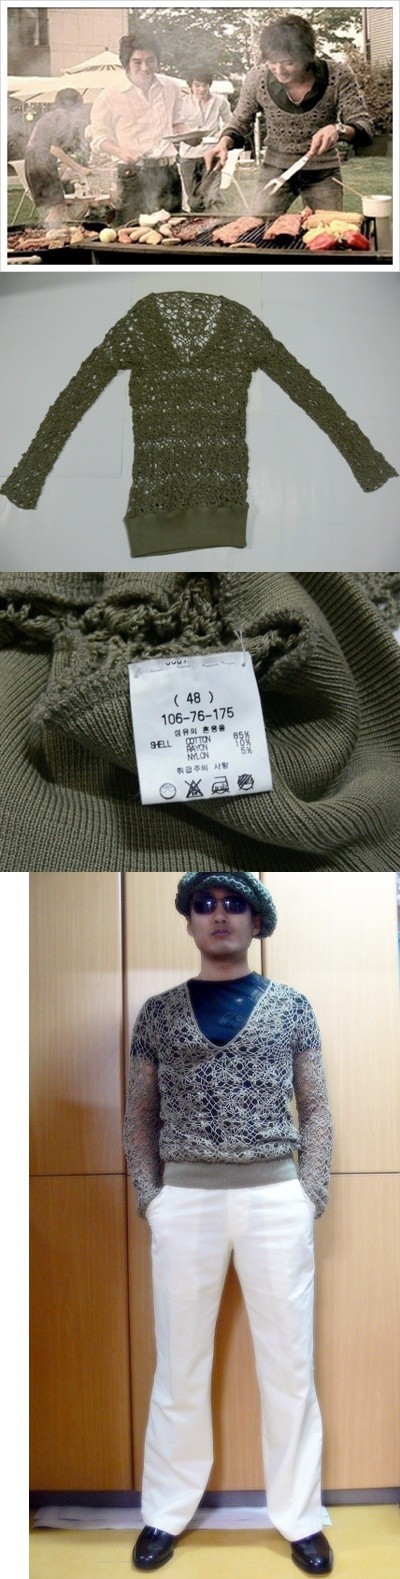 ( 48 )
106-76-175
섬유의 혼용율
SHELL COTTON 85%
RAYON 10%
NYLON 5%
취급주의 사항